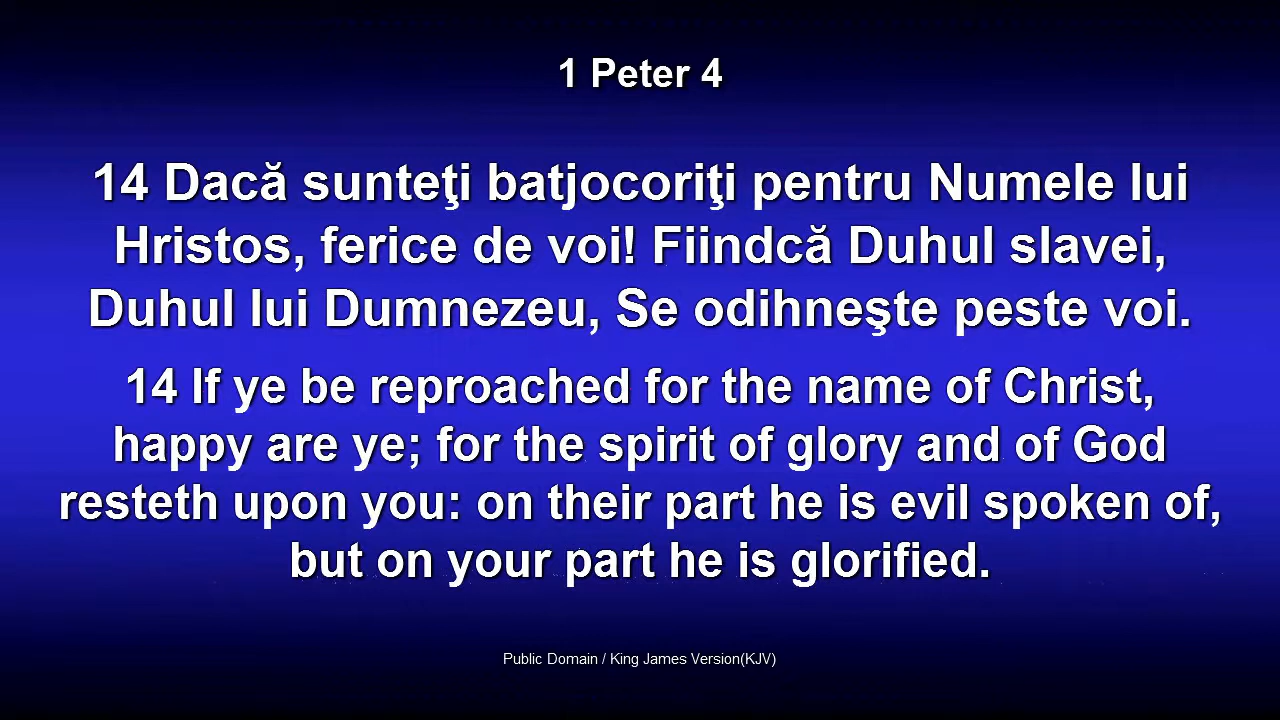 1 Peter 4
14 Dacă sunteţi batjocoriţi pentru Numele lui
Hristos, ferice de voi! Fiindcă Duhul slavei,
Duhul lui Dumnezeu, Se odihneşte peste voi.
14 If ye be reproached for the name of Christ,
happy are ye; for the spirit of glory and of God
resteth upon you: on their part he is evil spoken of,
but on your part he is glorified.
Public Domain / King James Version(KJV)